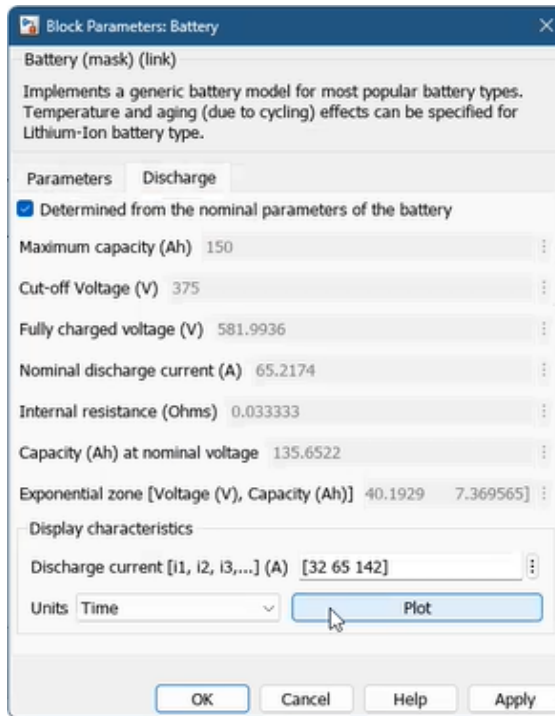 Block Parameters: Battery
Battery (mask) (link)
Implements a generic battery model for most popular battery types.
Temperature and aging (due to cycling) effects can be specified for
Lithium-Ion battery type.
Parameters Discharge
Determined from the nominal parameters of the battery
Maximum capacity (Ah) 150
Cut-off Voltage (V) 375
Fully charged voltage (V) 581.9936
Nominal discharge current (A) 65.2174
Internal resistance (Ohms) 0.033333
Capacity (Ah) at nominal voltage 135.6522
Exponential zone [Voltage (V), Capacity (Ah)] 40.1929 7.369565]
Display characteristics
Discharge current [i1, i2, i3,...] (A) [32 65 142]
Units Time Plot
OK Cancel Help Apply